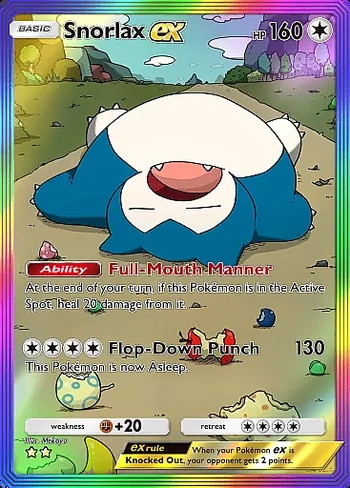 BASIC Snorlax ex HP 160
Ability Full-Mouth Manner
At the end of your turn, if this Pokémon is in the Active
Spot, heal 20 damage from it.
Flop-Down Punch 130
This Pokémon is now Asleep.
weakness +20 retreat
Illus. Mékayu
ex rule When your Pokémon ex is
Knocked Out, your opponent gets 2 points.